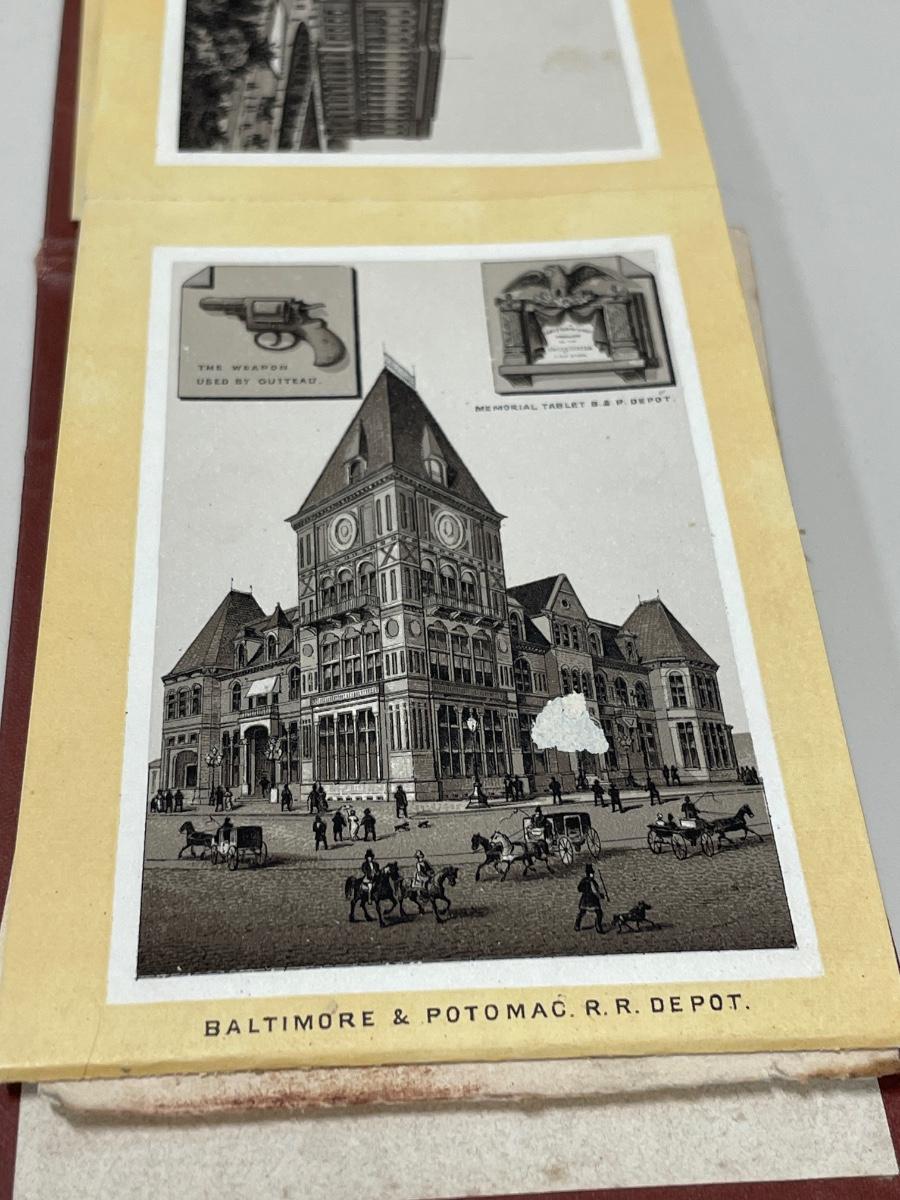 THE WEAPON
USED BY GUITEAU.
MEMORIAL TABLET B. & P. DEPOT.
BALTIMORE & POTOMAC. R. R. DEPOT.